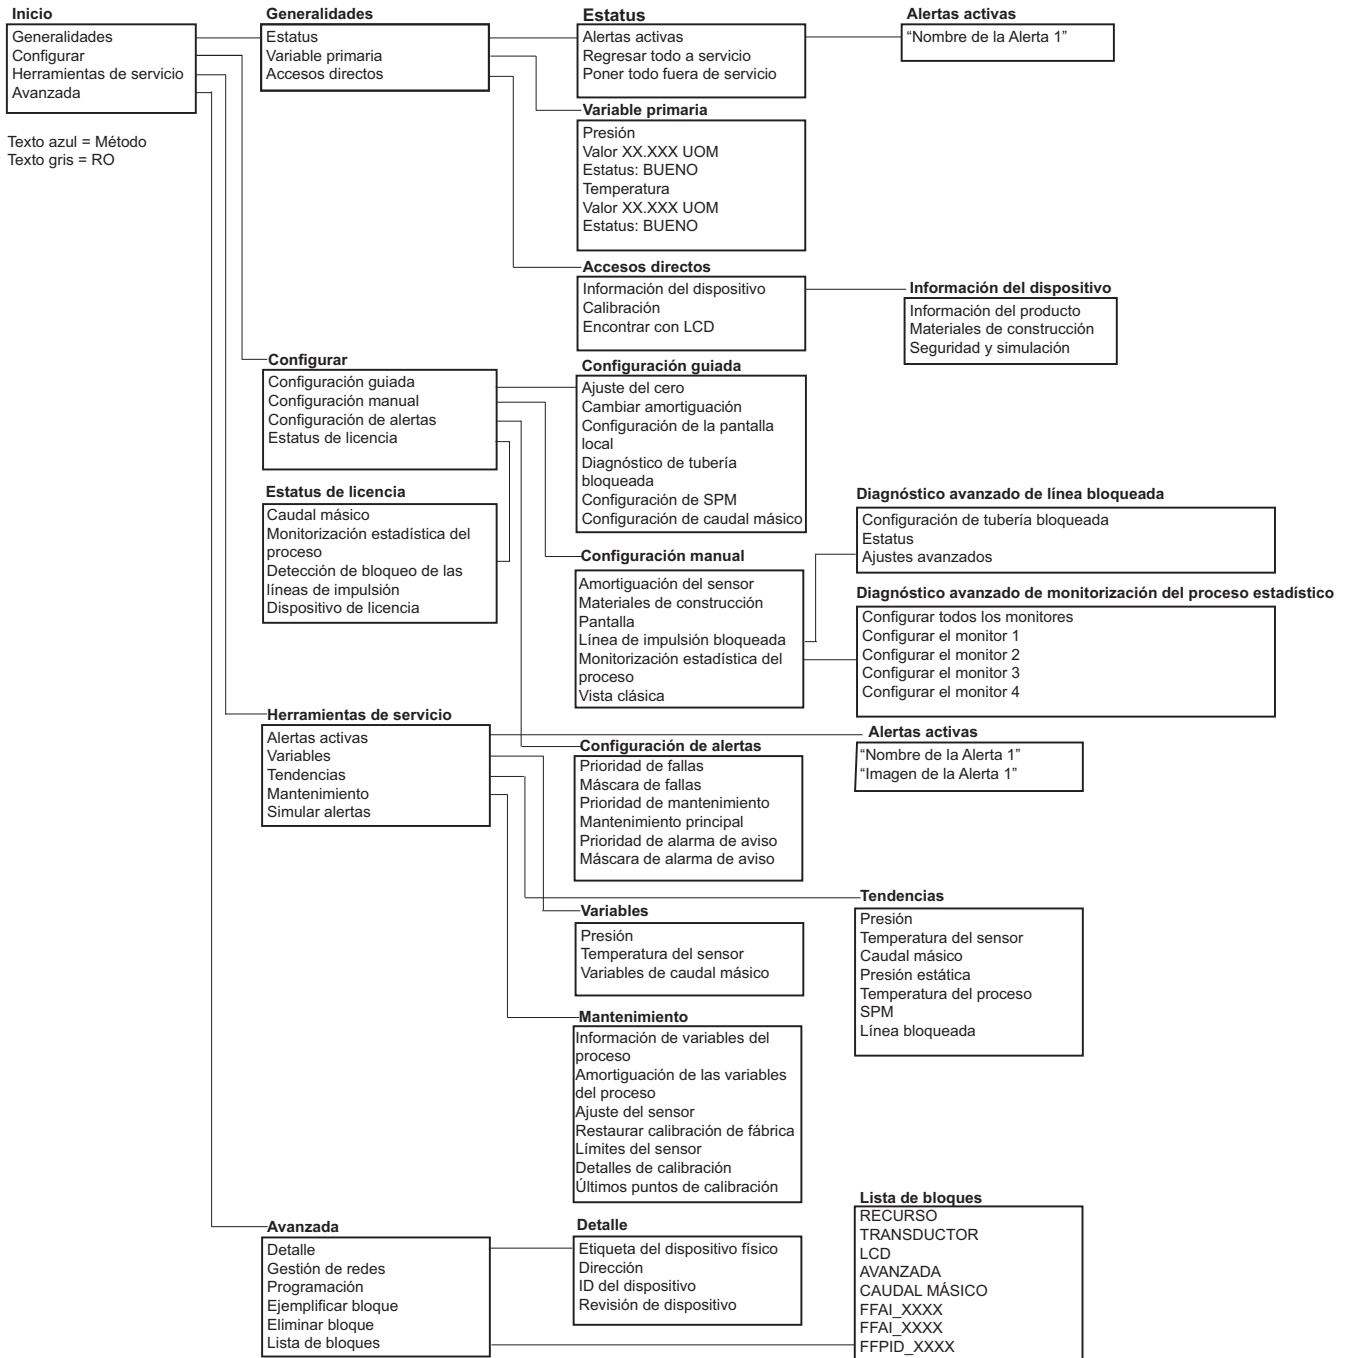 Inicio
Generalidades
Configurar
Herramientas de servicio
Avanzada
Texto azul = Método
Texto gris = RO
Generalidades
Estatus
Variable primaria
Accesos directos
Estatus
Alertas activas
Regresar todo a servicio
Poner todo fuera de servicio
Alertas activas
“Nombre de la Alerta 1”
Variable primaria
Presión
Valor XX.XXX UOM
Estatus: BUENO
Temperatura
Valor XX.XXX UOM
Estatus: BUENO
Accesos directos
Información del dispositivo
Calibración
Encontrar con LCD
Información del dispositivo
Información del producto
Materiales de construcción
Seguridad y simulación
Configurar
Configuración guiada
Configuración manual
Configuración de alertas
Estatus de licencia
Estatus de licencia
Caudal másico
Monitorización estadística del
proceso
Detección de bloqueo de las
líneas de impulsión
Dispositivo de licencia
Configuración guiada
Ajuste del cero
Cambiar amortiguación
Configuración de la pantalla
local
Diagnóstico de tubería
bloqueada
Configuración de SPM
Configuración de caudal másico
Configuración manual
Amortiguación del sensor
Materiales de construcción
Pantalla
Línea de impulsión bloqueada
Monitorización estadística del
proceso
Vista clásica
Diagnóstico avanzado de línea bloqueada
Configuración de tubería bloqueada
Estatus
Ajustes avanzados
Diagnóstico avanzado de monitorización del proceso estadístico
Configurar todos los monitores
Configurar el monitor 1
Configurar el monitor 2
Configurar el monitor 3
Configurar el monitor 4
Herramientas de servicio
Alertas activas
Variables
Tendencias
Mantenimiento
Simular alertas
Configuración de alertas
Prioridad de fallas
Máscara de fallas
Prioridad de mantenimiento
Mantenimiento principal
Prioridad de alarma de aviso
Máscara de alarma de aviso
Alertas activas
“Nombre de la Alerta 1”
“Imagen de la Alerta 1”
Variables
Presión
Temperatura del sensor
Variables de caudal másico
Tendencias
Presión
Temperatura del sensor
Caudal másico
Presión estática
Temperatura del proceso
SPM
Línea bloqueada
Mantenimiento
Información de variables del
proceso
Amortiguación de las variables
del proceso
Ajuste del sensor
Restaurar calibración de fábrica
Límites del sensor
Detalles de calibración
Últimos puntos de calibración
Avanzada
Detalle
Gestión de redes
Programación
Ejemplificar bloque
Eliminar bloque
Lista de bloques
Detalle
Etiqueta del dispositivo físico
Dirección
ID del dispositivo
Revisión de dispositivo
Lista de bloques
RECURSO
TRANSDUCTOR
LCD
AVANZADA
CAUDAL MÁSICO
FFAI_XXXX
FFAI_XXXX
FFPID_XXXX